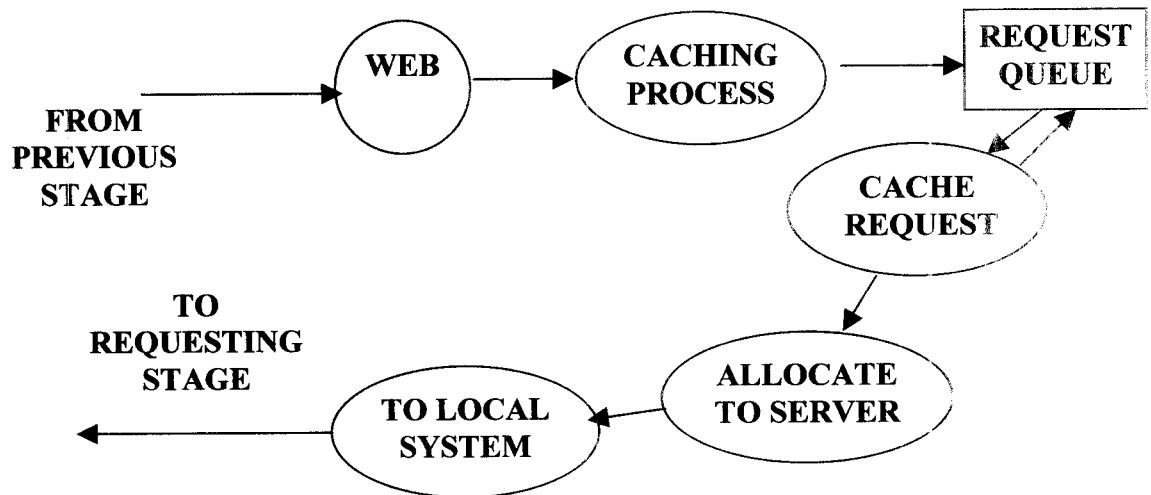 FROM
PREVIOUS
STAGE
WEB
CACHING
PROCESS
REQUEST
QUEUE
CACHE
REQUEST
ALLOCATE
TO SERVER
TO LOCAL
SYSTEM
TO
REQUESTING
STAGE